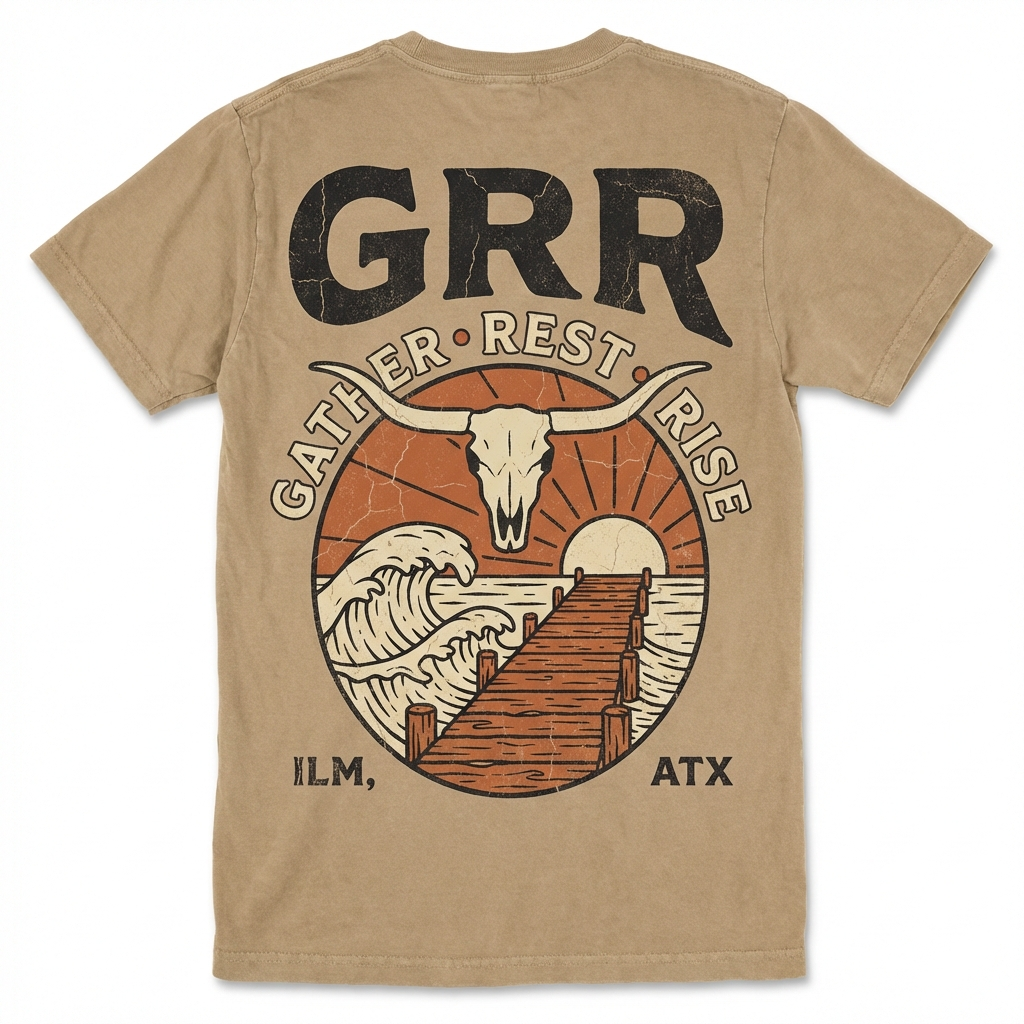 GRR
GATHER • REST • RISE
ILM, ATX